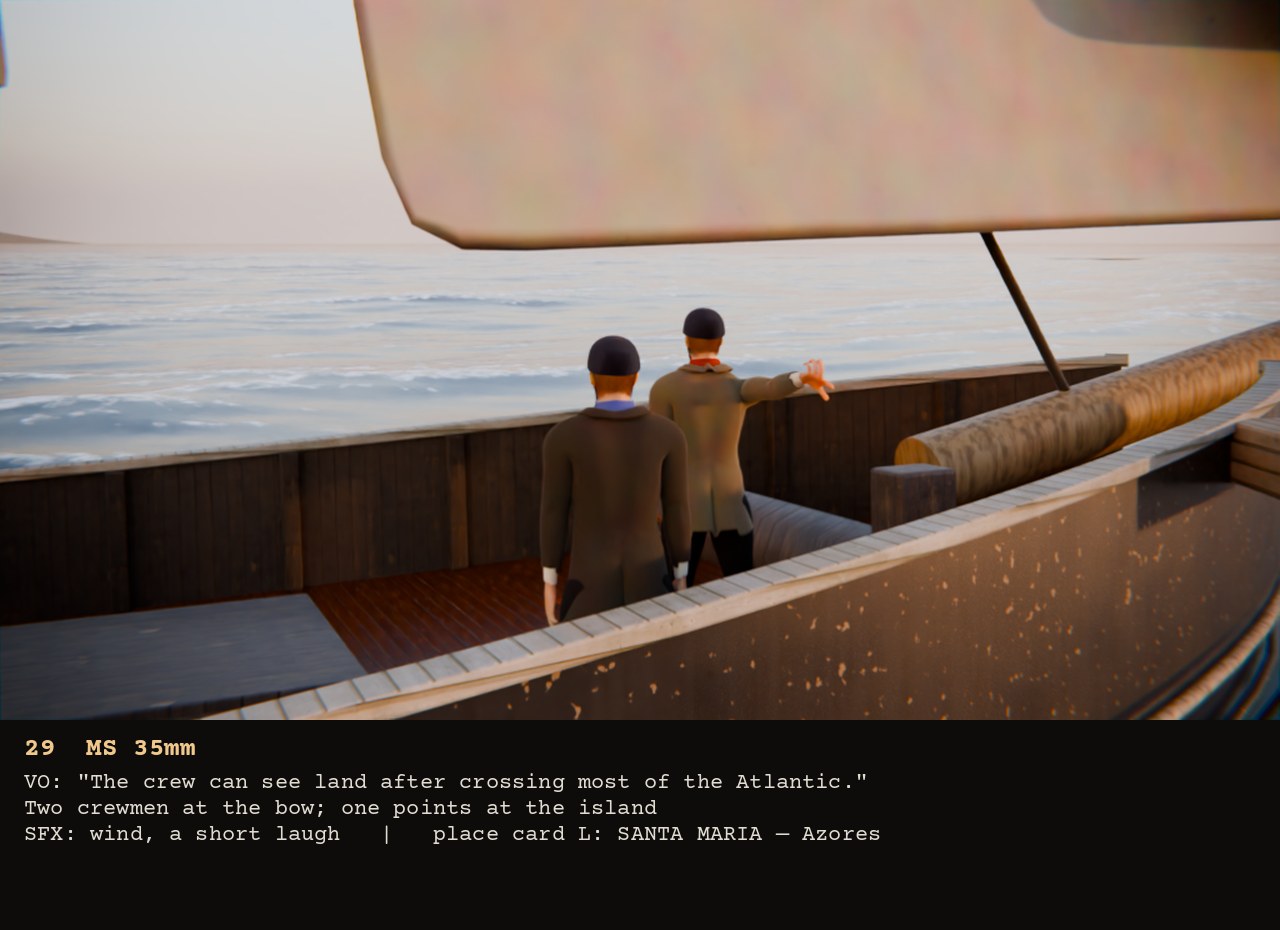 29  MS 35mm
VO: "The crew can see land after crossing most of the Atlantic."
Two crewmen at the bow; one points at the island
SFX: wind, a short laugh   |   place card L: SANTA MARIA — Azores